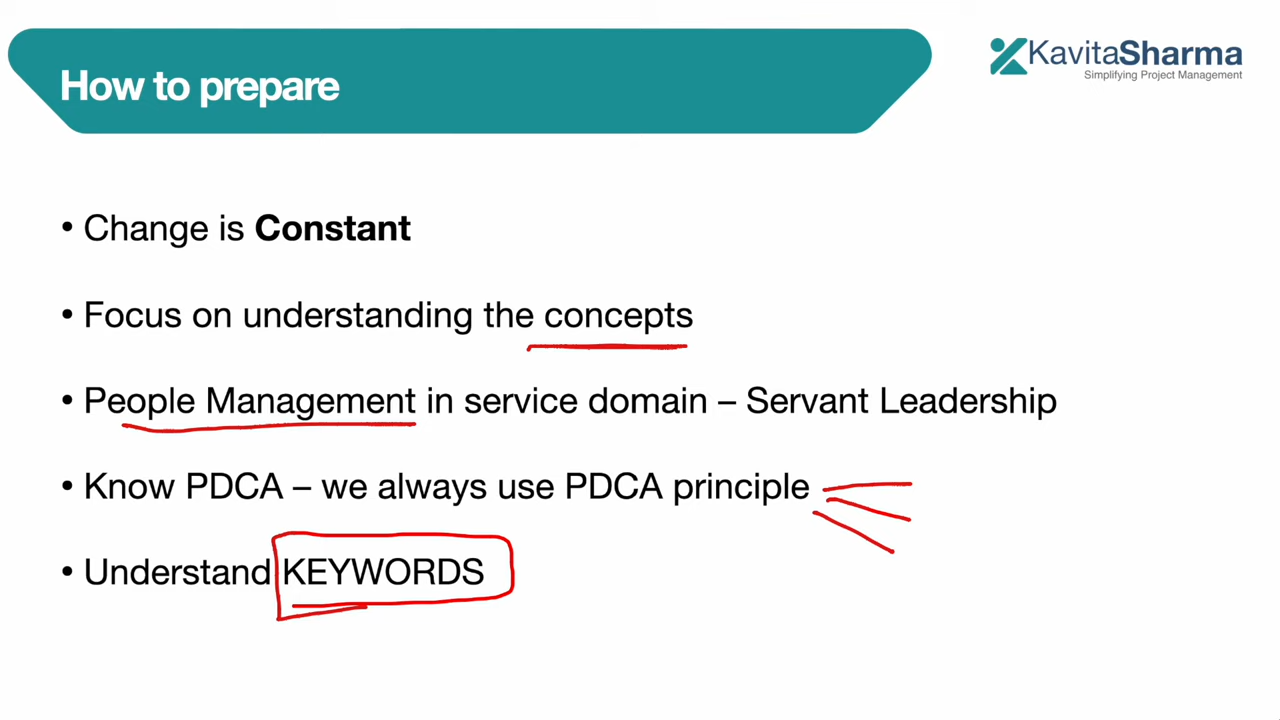 How to prepare
KavitaSharma
Simplifying Project Management
• Change is Constant
• Focus on understanding the concepts
• People Management in service domain – Servant Leadership
• Know PDCA – we always use PDCA principle
• Understand KEYWORDS